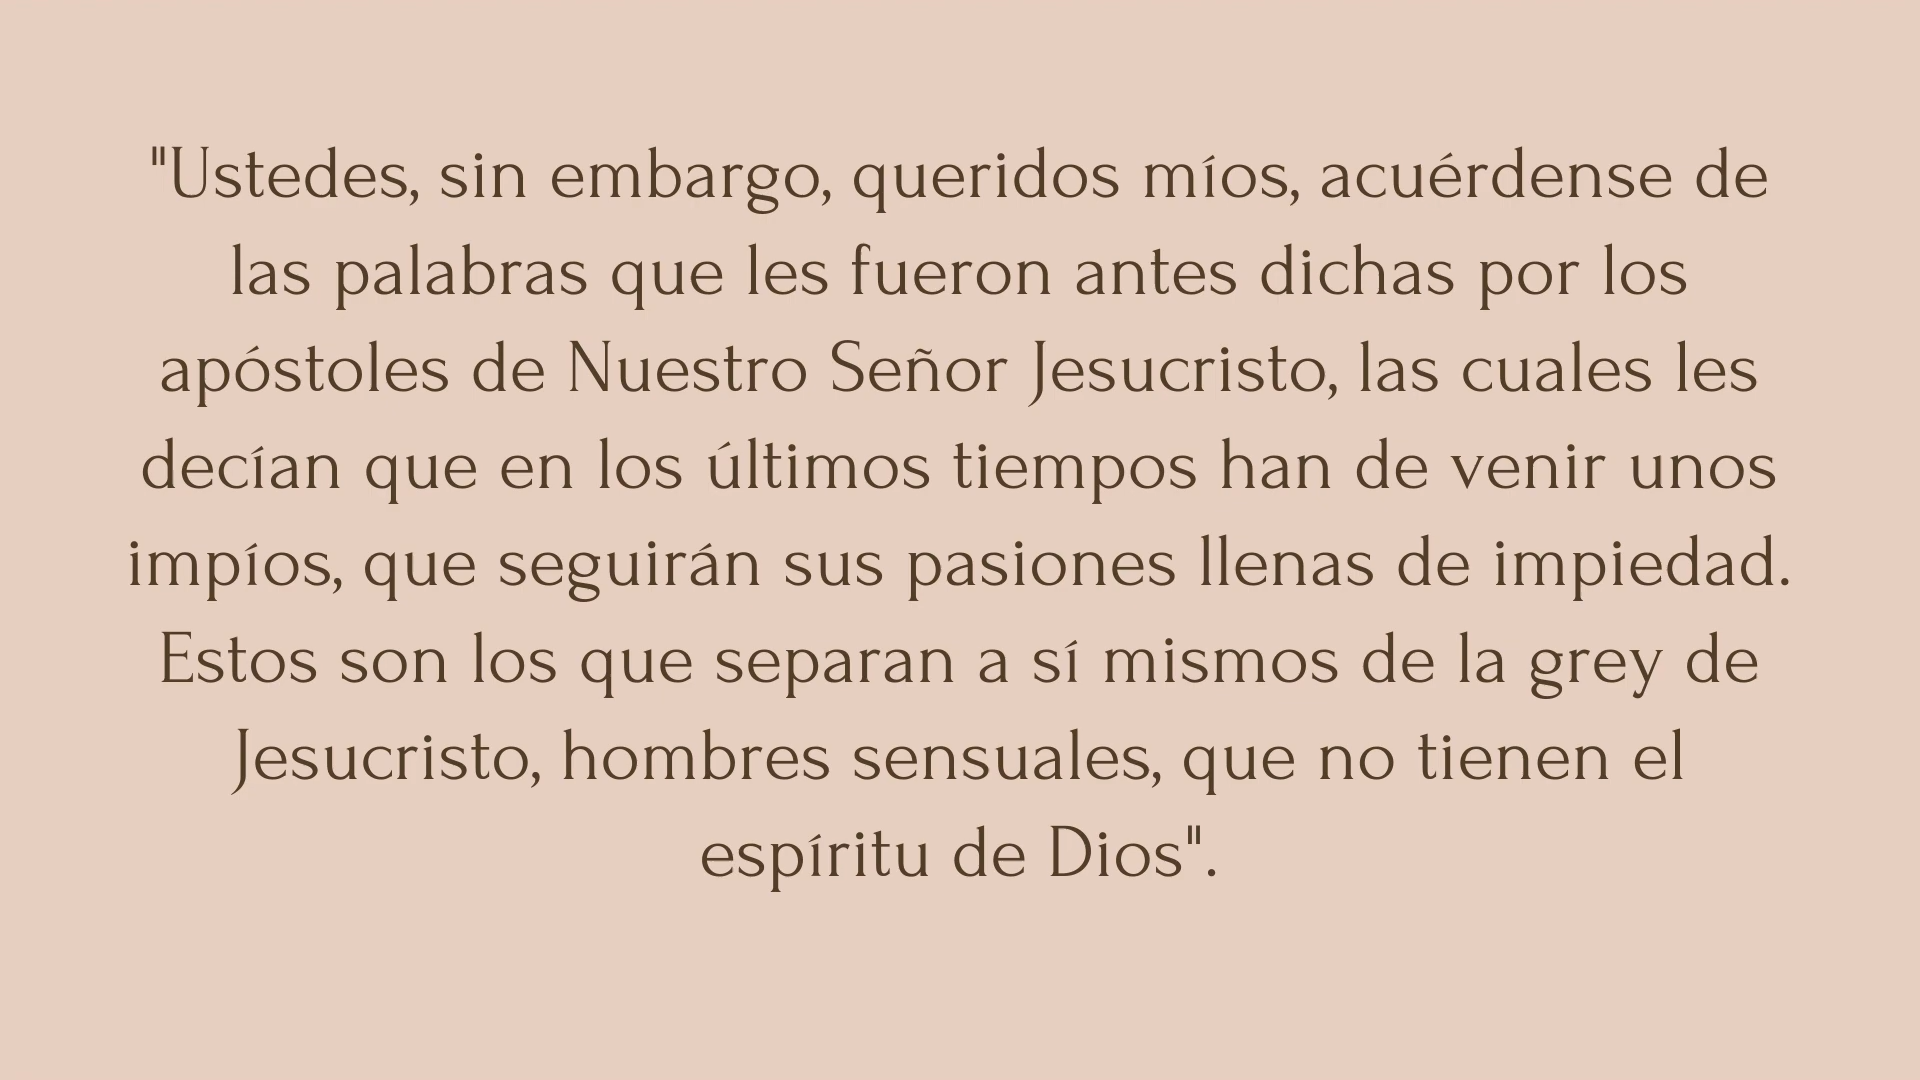 "Ustedes, sin embargo, queridos míos, acuérdense de
las palabras que les fueron antes dichas por los
apóstoles de Nuestro Señor Jesucristo, las cuales les
decían que en los últimos tiempos han de venir unos
impíos, que seguirán sus pasiones llenas de impiedad.
Estos son los que separan a sí mismos de la grey de
Jesucristo, hombres sensuales, que no tienen el
espíritu de Dios".